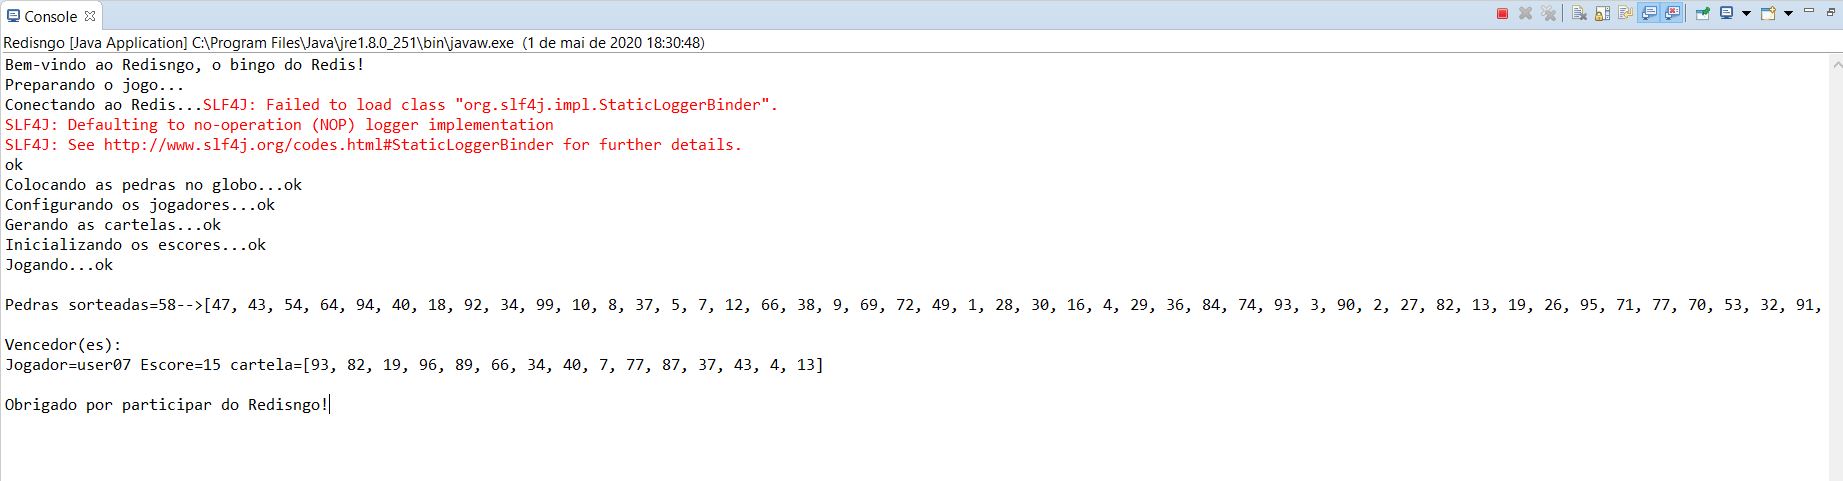 Console
Redisngo [Java Application] C:\Program Files\Java\jre1.8.0_251\bin\javaw.exe (1 de mai de 2020 18:30:48)
Bem-vindo ao Redisngo, o bingo do Redis!
Preparando o jogo...
Conectando ao Redis...SLF4J: Failed to load class "org.slf4j.impl.StaticLoggerBinder".
SLF4J: Defaulting to no-operation (NOP) logger implementation
SLF4J: See http://www.slf4j.org/codes.html#StaticLoggerBinder for further details.
ok
Colocando as pedras no globo...ok
Configurando os jogadores...ok
Gerando as cartelas...ok
Inicializando os escores...ok
Jogando...ok
Pedras sorteadas=58-->[47, 43, 54, 64, 94, 40, 18, 92, 34, 99, 10, 8, 37, 5, 7, 12, 66, 38, 9, 69, 72, 49, 1, 28, 30, 16, 4, 29, 36, 84, 74, 93, 3, 90, 2, 27, 82, 13, 19, 26, 95, 71, 77, 70, 53, 32, 91,
Vencedor(es):
Jogador=user07 Escore=15 cartela=[93, 82, 19, 96, 89, 66, 34, 40, 7, 77, 87, 37, 43, 4, 13]
Obrigado por participar do Redisngo!